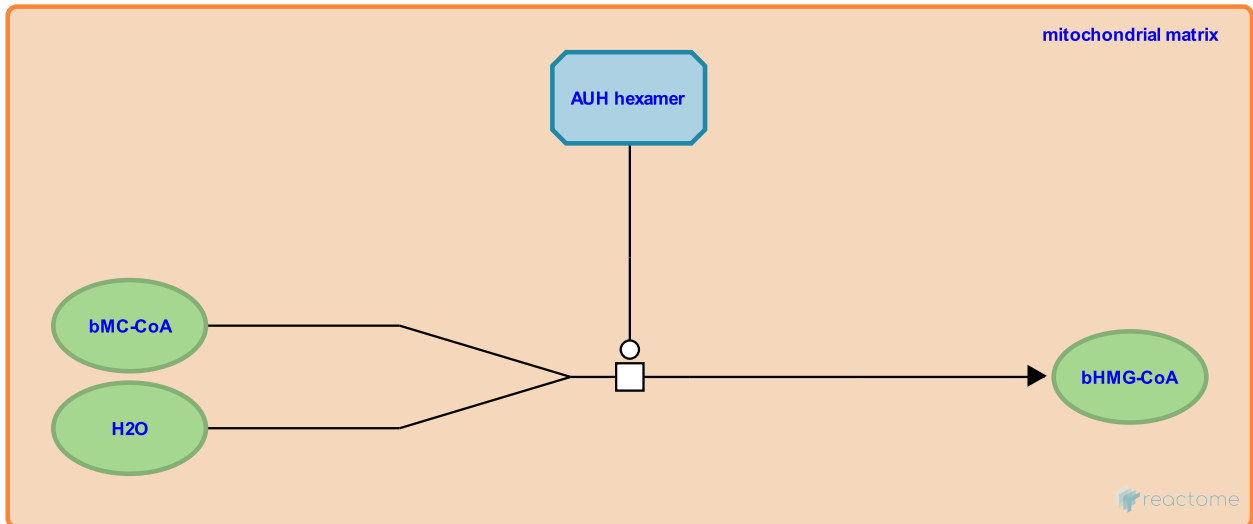 mitochondrial matrix
AUH hexamer
bMC-CoA
bHMG-CoA
H2O
reactome